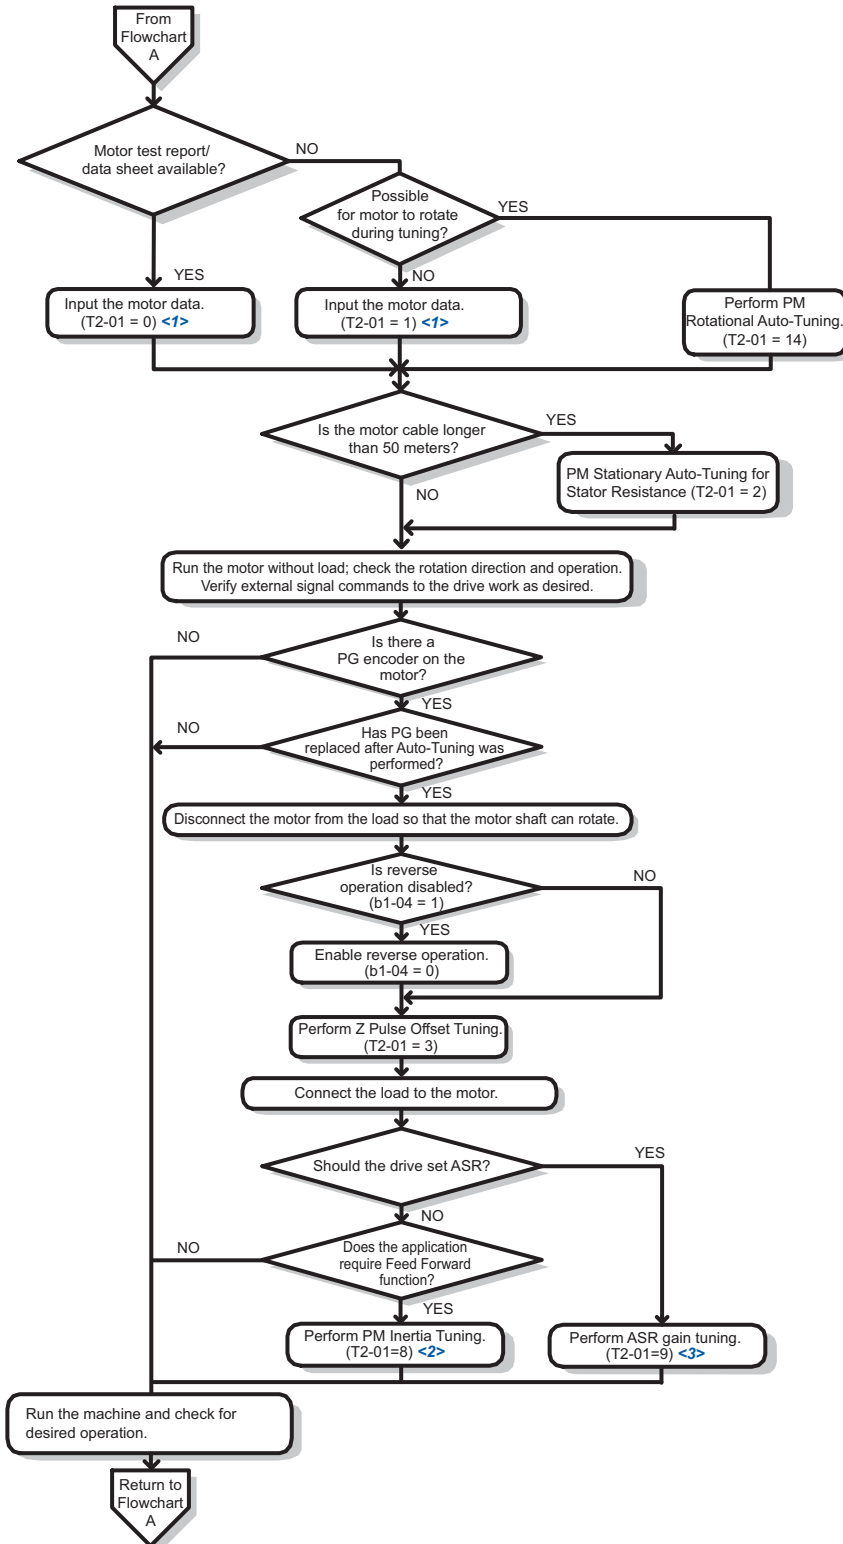 From
Flowchart
A
Motor test report/
data sheet available?
NO
Possible
for motor to rotate
during tuning?
YES
YES
NO
Input the motor data.
(T2-01 = 0) <1>
Input the motor data.
(T2-01 = 1) <1>
Perform PM
Rotational Auto-Tuning.
(T2-01 = 14)
Is the motor cable longer
than 50 meters?
YES
NO
PM Stationary Auto-Tuning for
Stator Resistance (T2-01 = 2)
Run the motor without load; check the rotation direction and operation.
Verify external signal commands to the drive work as desired.
NO
Is there a
PG encoder on the
motor?
YES
NO
Has PG been
replaced after Auto-Tuning was
performed?
YES
Disconnect the motor from the load so that the motor shaft can rotate.
Is reverse
operation disabled?
(b1-04 = 1)
NO
YES
Enable reverse operation.
(b1-04 = 0)
Perform Z Pulse Offset Tuning.
(T2-01 = 3)
Connect the load to the motor.
Should the drive set ASR?
YES
NO
NO
Does the application
require Feed Forward
function?
YES
Perform PM Inertia Tuning.
(T2-01=8) <2>
Perform ASR gain tuning.
(T2-01=9) <3>
Run the machine and check for
desired operation.
Return to
Flowchart
A